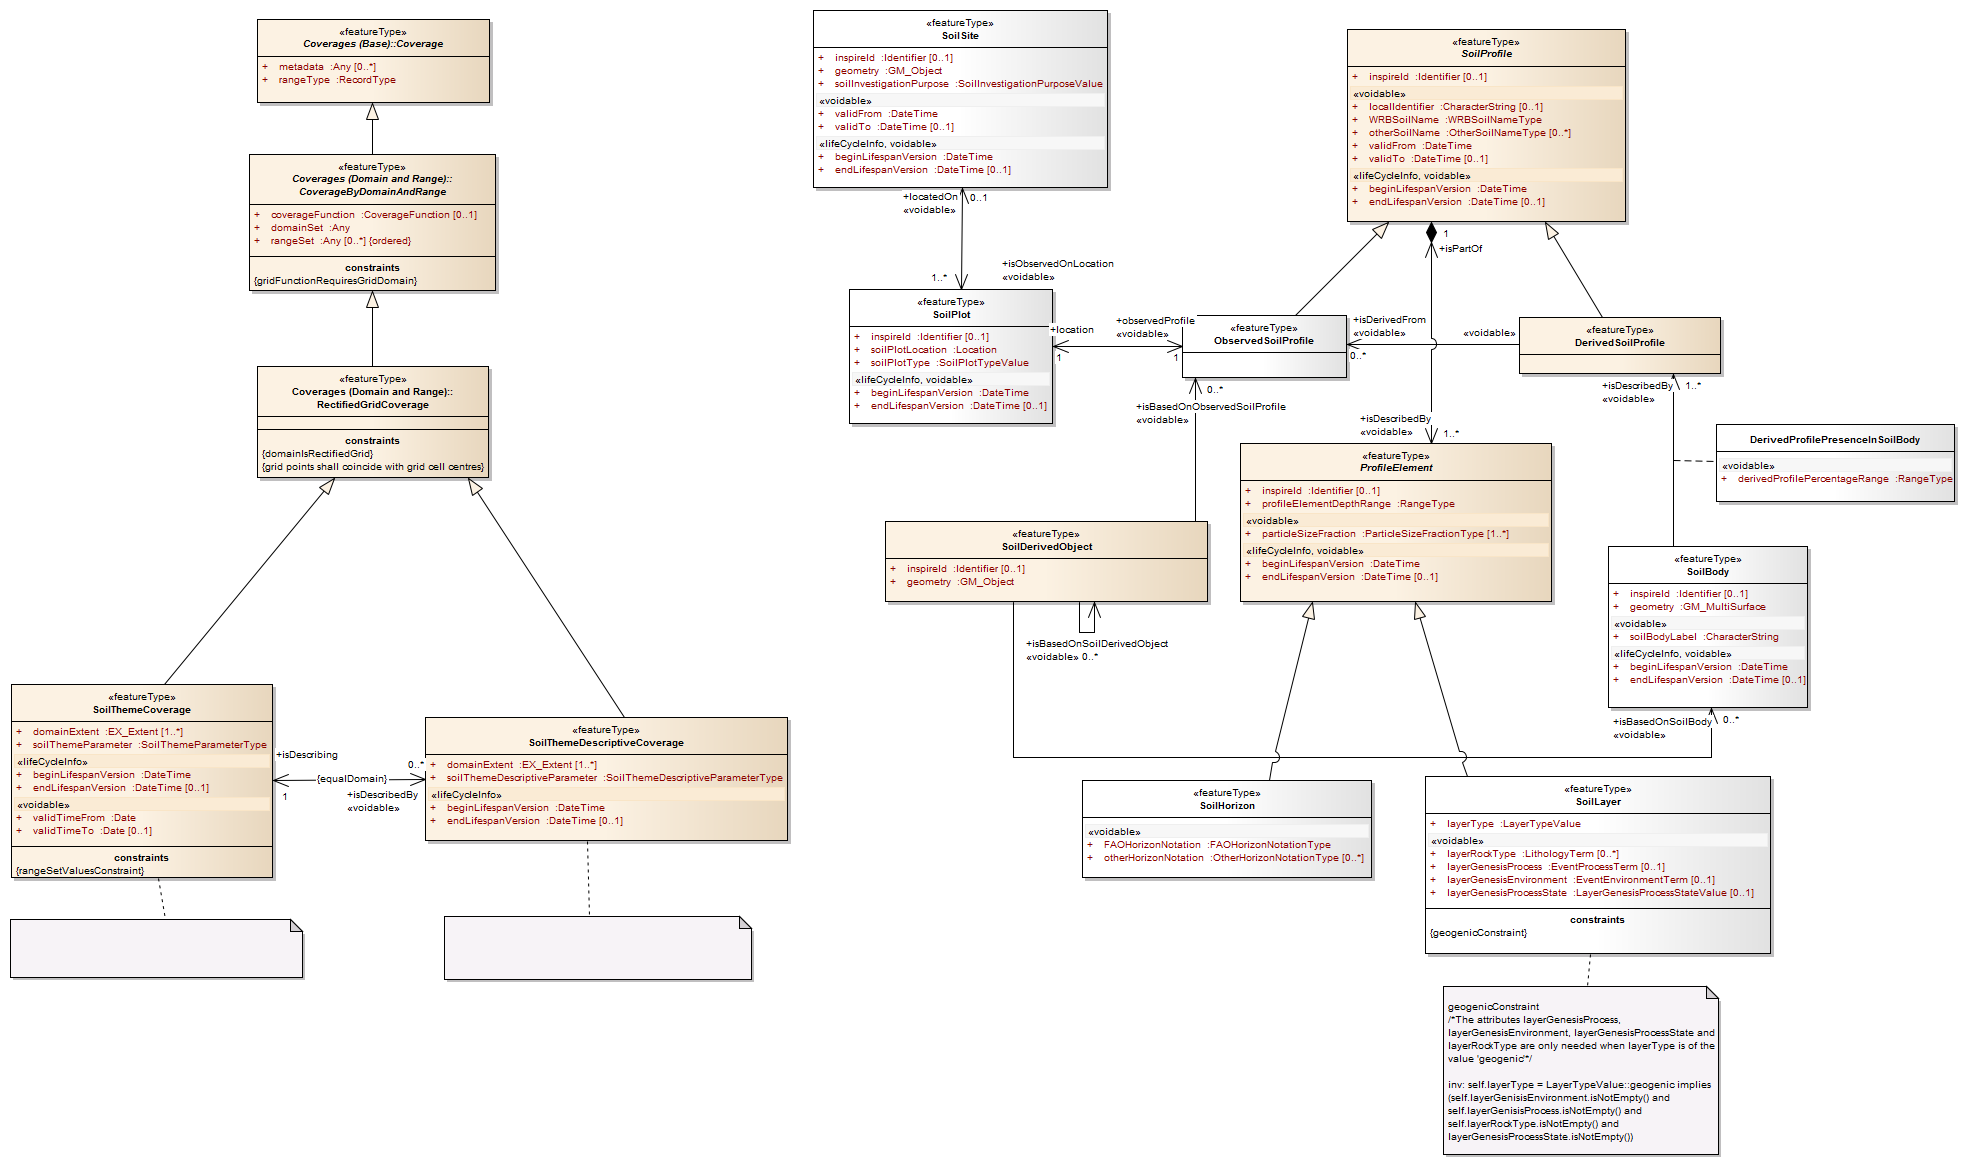 «featureType»
Coverages (Base)::Coverage
+ metadata :Any [0..*]
+ rangeType :RecordType
«featureType»
Coverages (Domain and Range)::
CoverageByDomainAndRange
+ coverageFunction :CoverageFunction [0..1]
+ domainSet :Any
+ rangeSet :Any [0..*] {ordered}
constraints
{gridFunctionRequiresGridDomain}
«featureType»
Coverages (Domain and Range)::
RectifiedGridCoverage
constraints
{domainIsRectifiedGrid}
{grid points shall coincide with grid cell centres}
«featureType»
SoilThemeCoverage
+ domainExtent :EX_Extent [1..*]
+ soilThemeParameter :SoilThemeParameterType
«lifeCycleInfo»
+ beginLifespanVersion :DateTime
+ endLifespanVersion :DateTime [0..1]
«voidable»
+ validTimeFrom :Date
+ validTimeTo :Date [0..1]
constraints
{rangeSetValuesConstraint}
+isDescribing
1
{equalDomain}
0..*
+isDescribedBy
«voidable»
«featureType»
SoilThemeDescriptiveCoverage
+ domainExtent :EX_Extent [1..*]
+ soilThemeDescriptiveParameter :SoilThemeDescriptiveParameterType
«lifeCycleInfo»
+ beginLifespanVersion :DateTime
+ endLifespanVersion :DateTime [0..1]
«featureType»
SoilSite
+ inspireId :Identifier [0..1]
+ geometry :GM_Object
+ soilInvestigationPurpose :SoilInvestigationPurposeValue
«voidable»
+ validFrom :DateTime
+ validTo :DateTime [0..1]
«lifeCycleInfo, voidable»
+ beginLifespanVersion :DateTime
+ endLifespanVersion :DateTime [0..1]
+locatedOn
«voidable»
0..1
1..*
+isObservedOnLocation
«voidable»
«featureType»
SoilPlot
+ inspireId :Identifier [0..1]
+ soilPlotLocation :Location
+ soilPlotType :SoilPlotTypeValue
«lifeCycleInfo, voidable»
+ beginLifespanVersion :DateTime
+ endLifespanVersion :DateTime [0..1]
+location
1
+observedProfile
«voidable»
1
«featureType»
ObservedSoilProfile
«featureType»
SoilProfile
+ inspireId :Identifier [0..1]
«voidable»
+ localIdentifier :CharacterString [0..1]
+ WRBSoilName :WRBSoilNameType
+ otherSoilName :OtherSoilNameType [0..*]
+ validFrom :DateTime
+ validTo :DateTime [0..1]
«lifeCycleInfo, voidable»
+ beginLifespanVersion :DateTime
+ endLifespanVersion :DateTime [0..1]
1
+isPartOf
+isDerivedFrom
«voidable»
0..*
«voidable»
«featureType»
DerivedSoilProfile
+isDescribedBy
«voidable»
1..*
0..*
+isBasedOnObservedSoilProfile
«voidable»
+isDescribedBy
«voidable»
1..*
DerivedProfilePresenceInSoilBody
«voidable»
+ derivedProfilePercentageRange :RangeType
«featureType»
ProfileElement
+ inspireId :Identifier [0..1]
+ profileElementDepthRange :RangeType
«voidable»
+ particleSizeFraction :ParticleSizeFractionType [1..*]
«lifeCycleInfo, voidable»
+ beginLifespanVersion :DateTime
+ endLifespanVersion :DateTime [0..1]
«featureType»
SoilDerivedObject
+ inspireId :Identifier [0..1]
+ geometry :GM_Object
+isBasedOnSoilDerivedObject
«voidable» 0..*
«featureType»
SoilBody
+ inspireId :Identifier [0..1]
+ geometry :GM_MultiSurface
«voidable»
+ soilBodyLabel :CharacterString
«lifeCycleInfo, voidable»
+ beginLifespanVersion :DateTime
+ endLifespanVersion :DateTime [0..1]
+isBasedOnSoilBody
«voidable»
0..*
«featureType»
SoilHorizon
«voidable»
+ FAOHorizonNotation :FAOHorizonNotationType
+ otherHorizonNotation :OtherHorizonNotationType [0..*]
«featureType»
SoilLayer
+ layerType :LayerTypeValue
«voidable»
+ layerRockType :LithologyTerm [0..*]
+ layerGenesisProcess :EventProcessTerm [0..1]
+ layerGenesisEnvironment :EventEnvironmentTerm [0..1]
+ layerGenesisProcessState :LayerGenesisProcessStateValue [0..1]
constraints
{geogenicConstraint}
geogenicConstraint
/*The attributes layerGenesisProcess,
layerGenesisEnvironment, layerGenesisProcessState and
layerRockType are only needed when layerType is of the
value 'geogenic'*/
inv: self.layerType = LayerTypeValue::geogenic implies
(self.layerGenisisEnvironment.isNotEmpty() and
self.layerGenisisProcess.isNotEmpty() and
self.layerRockType.isNotEmpty() and
layerGenesisProcessState.isNotEmpty())